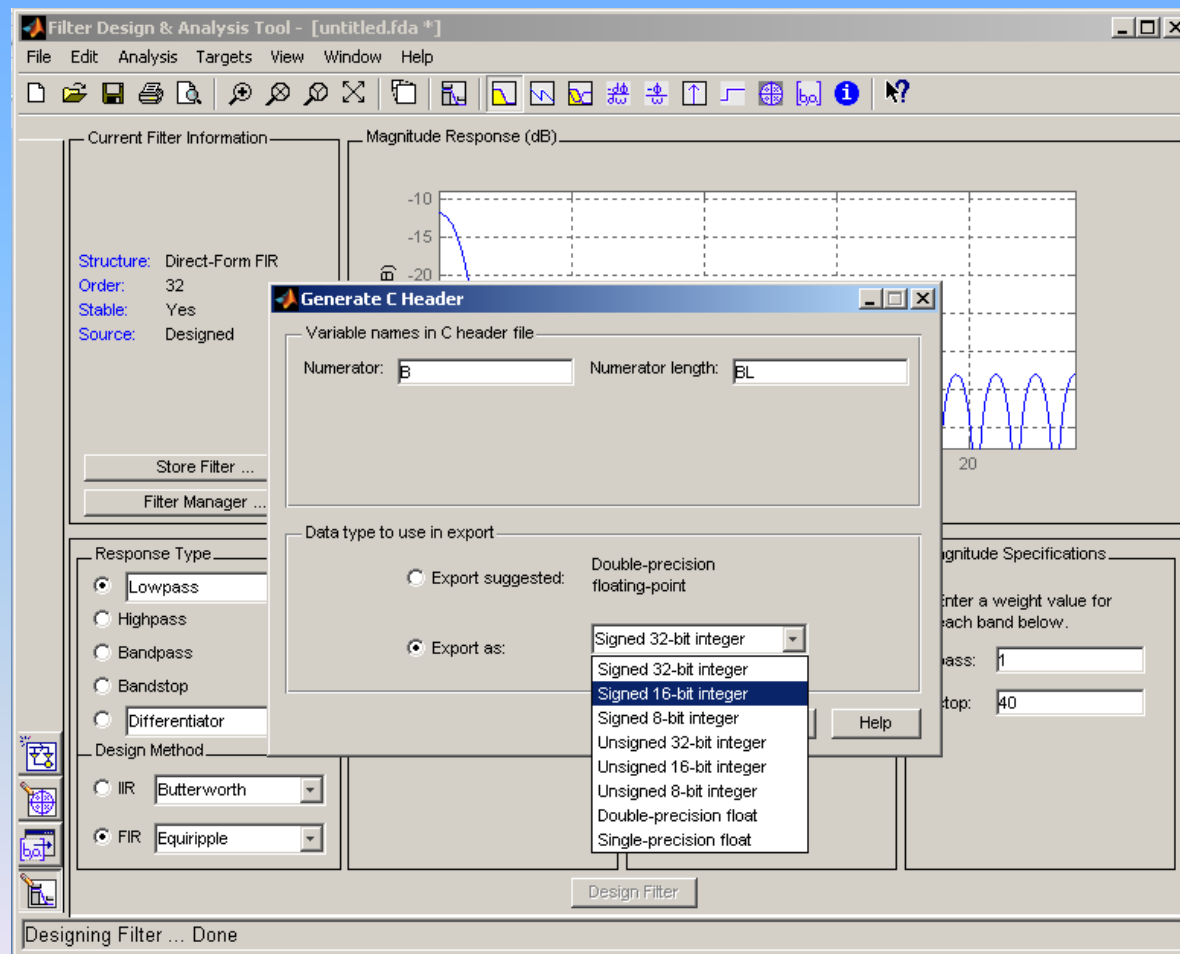 Filter Design & Analysis Tool - [untitled.fda *]
File Edit Analysis Targets View Window Help
Current Filter Information
Structure: Direct-Form FIR
Order: 32
Stable: Yes
Source: Designed
Store Filter ...
Filter Manager ...
Magnitude Response (dB)
-10
-15
-20
20
Generate C Header
Variable names in C header file
Numerator: B
Numerator length: BL
Data type to use in export
Export suggested: Double-precision
floating-point
Export as: Signed 32-bit integer
Signed 32-bit integer
Signed 16-bit integer
Signed 8-bit integer
Unsigned 32-bit integer
Unsigned 16-bit integer
Unsigned 8-bit integer
Double-precision float
Single-precision float
Help
Response Type
Lowpass
Highpass
Bandpass
Bandstop
Differentiator
Design Method
IIR Butterworth
FIR Equiripple
gnitude Specifications
Enter a weight value for
each band below.
pass: 1
stop: 40
Design Filter
Designing Filter ... Done